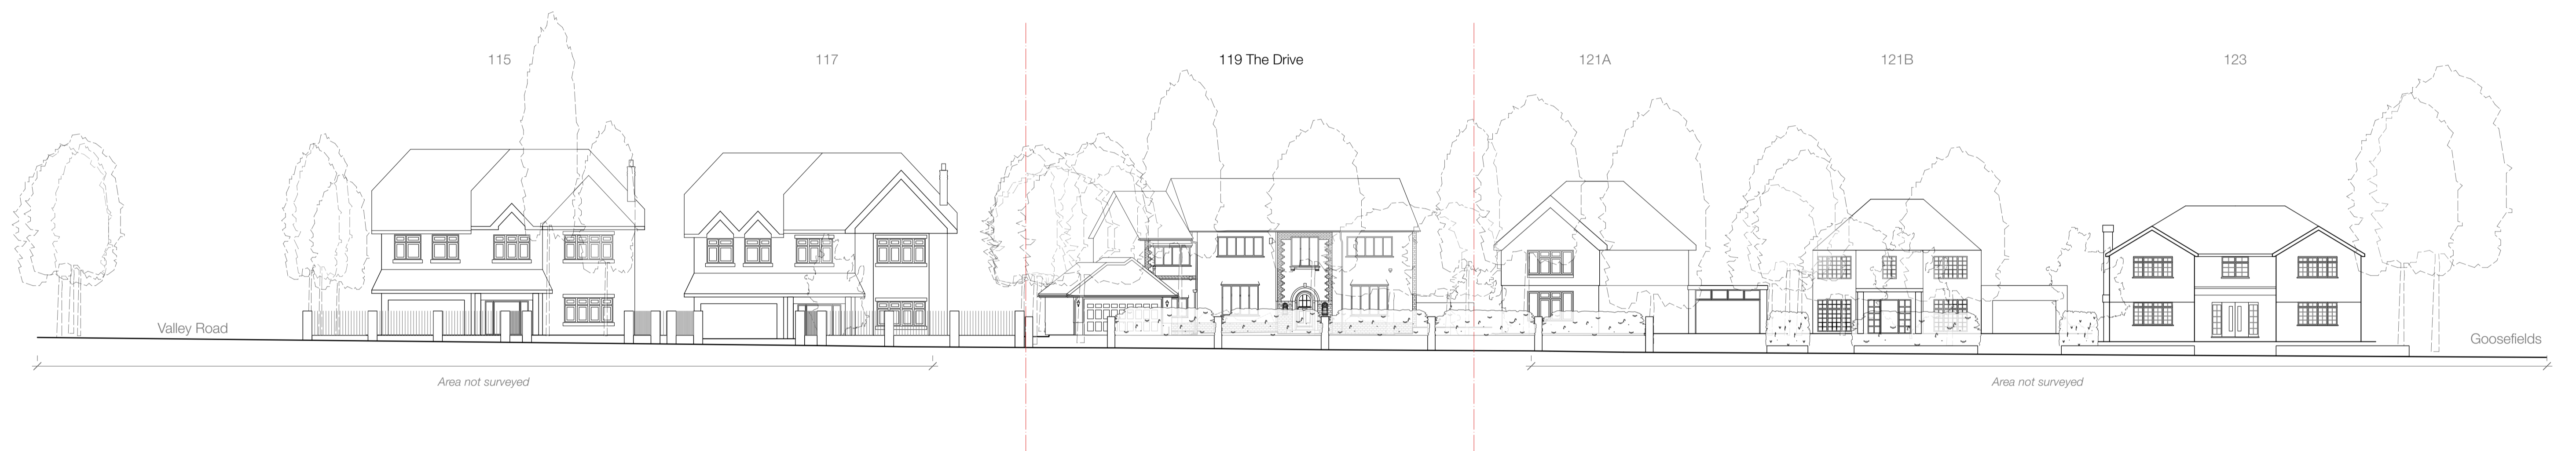 115
117
119 The Drive
121A
121B
123
Valley Road
Goosefields
Area not surveyed
Area not surveyed